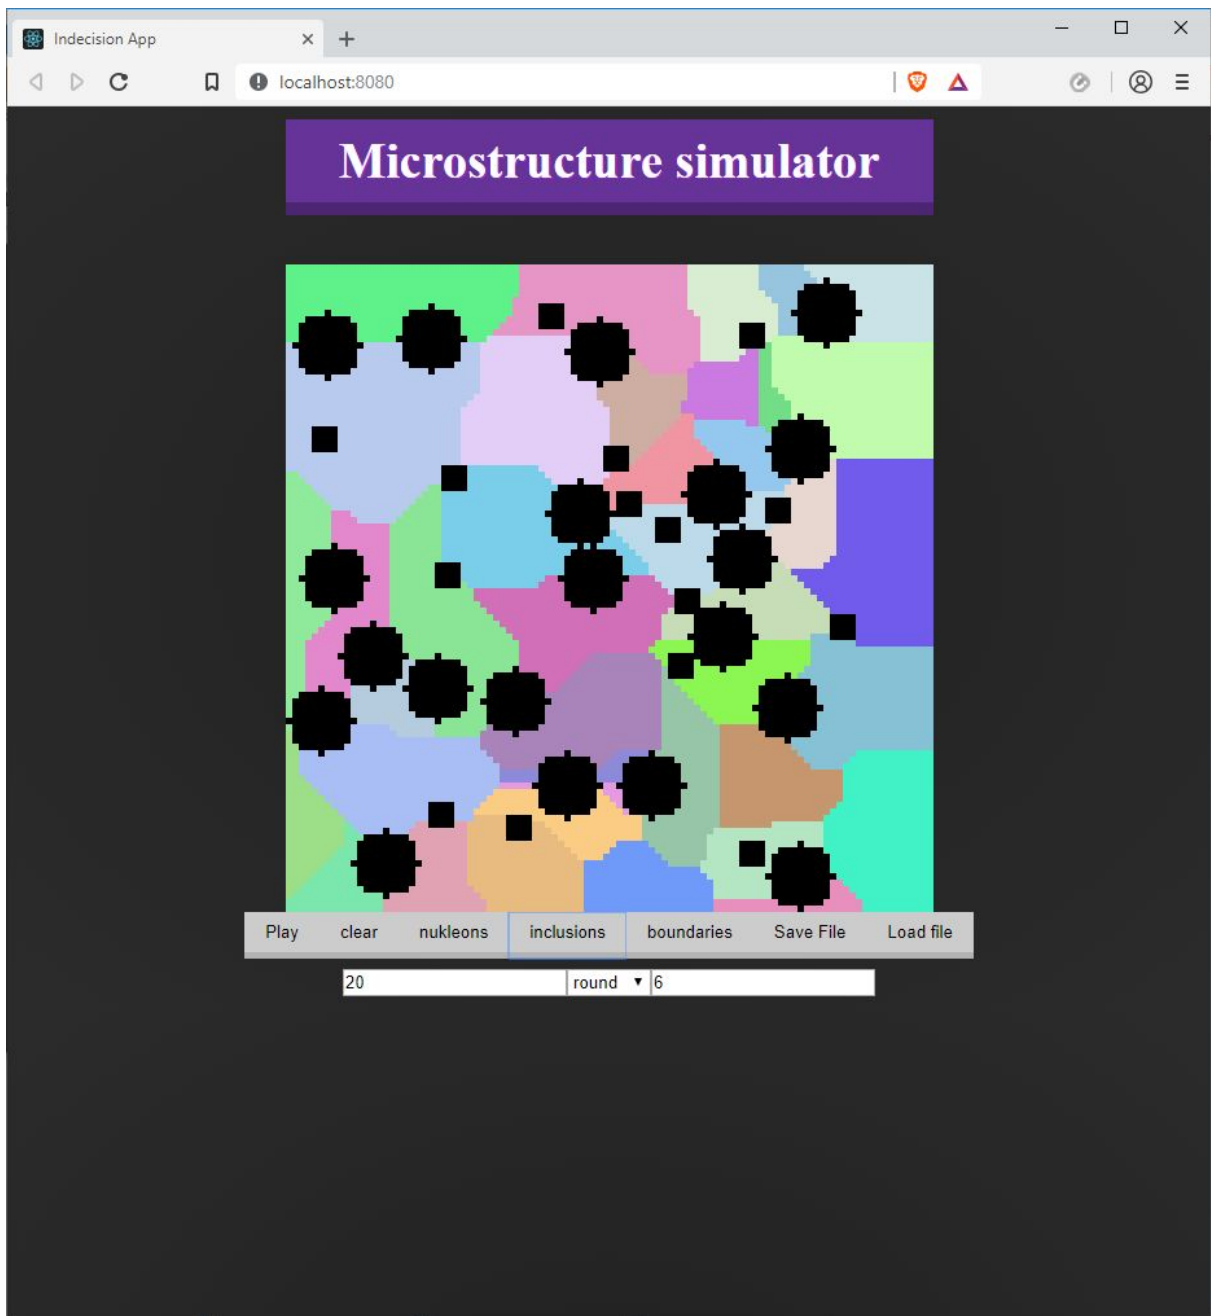 Indecision App
localhost:8080
Microstructure simulator
Play clear nukleons inclusions boundaries Save File Load file
20 round 6